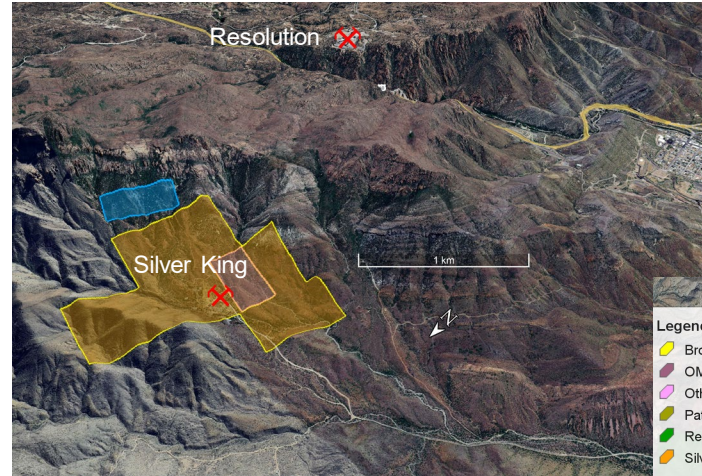 Resolution
Silver King
1 km
N
Legend
Bro
OM
Oth
Pat
Re
Silv